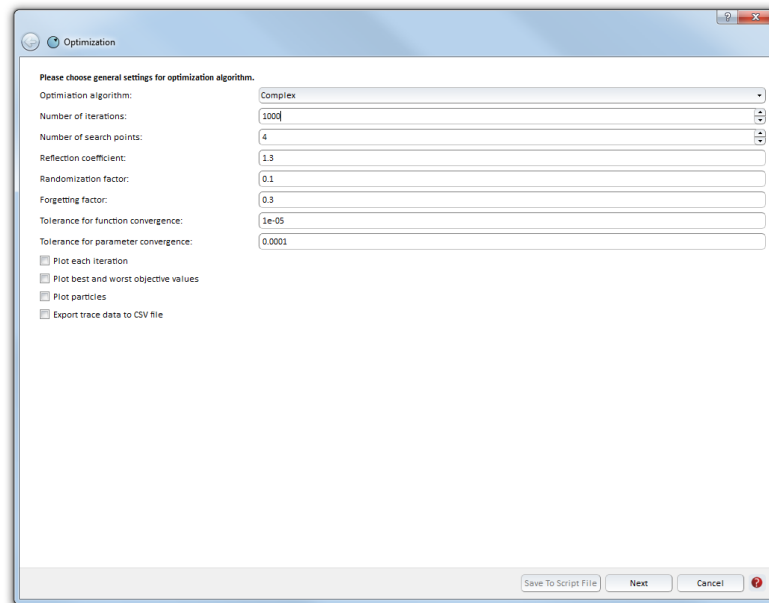 Optimization
Please choose general settings for optimization algorithm.
Optimiation algorithm: Complex
Number of iterations: 1000
Number of search points: 4
Reflection coefficient: 1.3
Randomization factor: 0.1
Forgetting factor: 0.3
Tolerance for function convergence: 1e-05
Tolerance for parameter convergence: 0.0001
Plot each iteration
Plot best and worst objective values
Plot particles
Export trace data to CSV file
Save To Script File Next Cancel